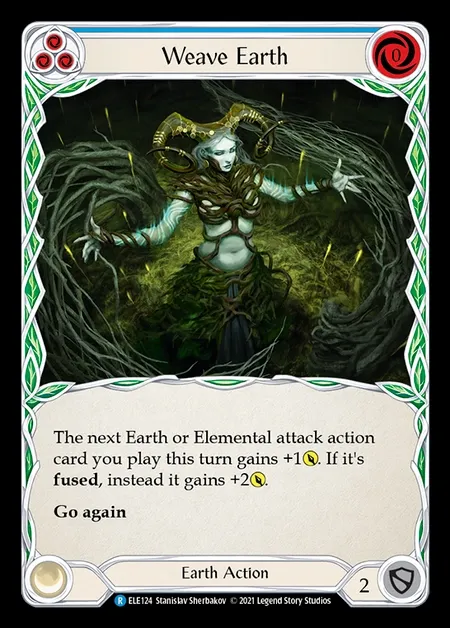 Weave Earth
0
The next Earth or Elemental attack action
card you play this turn gains +1. If it's
fused, instead it gains +2.
Go again
Earth Action
2
R ELE124 Stanislav Sherbakov © 2021 Legend Story Studios